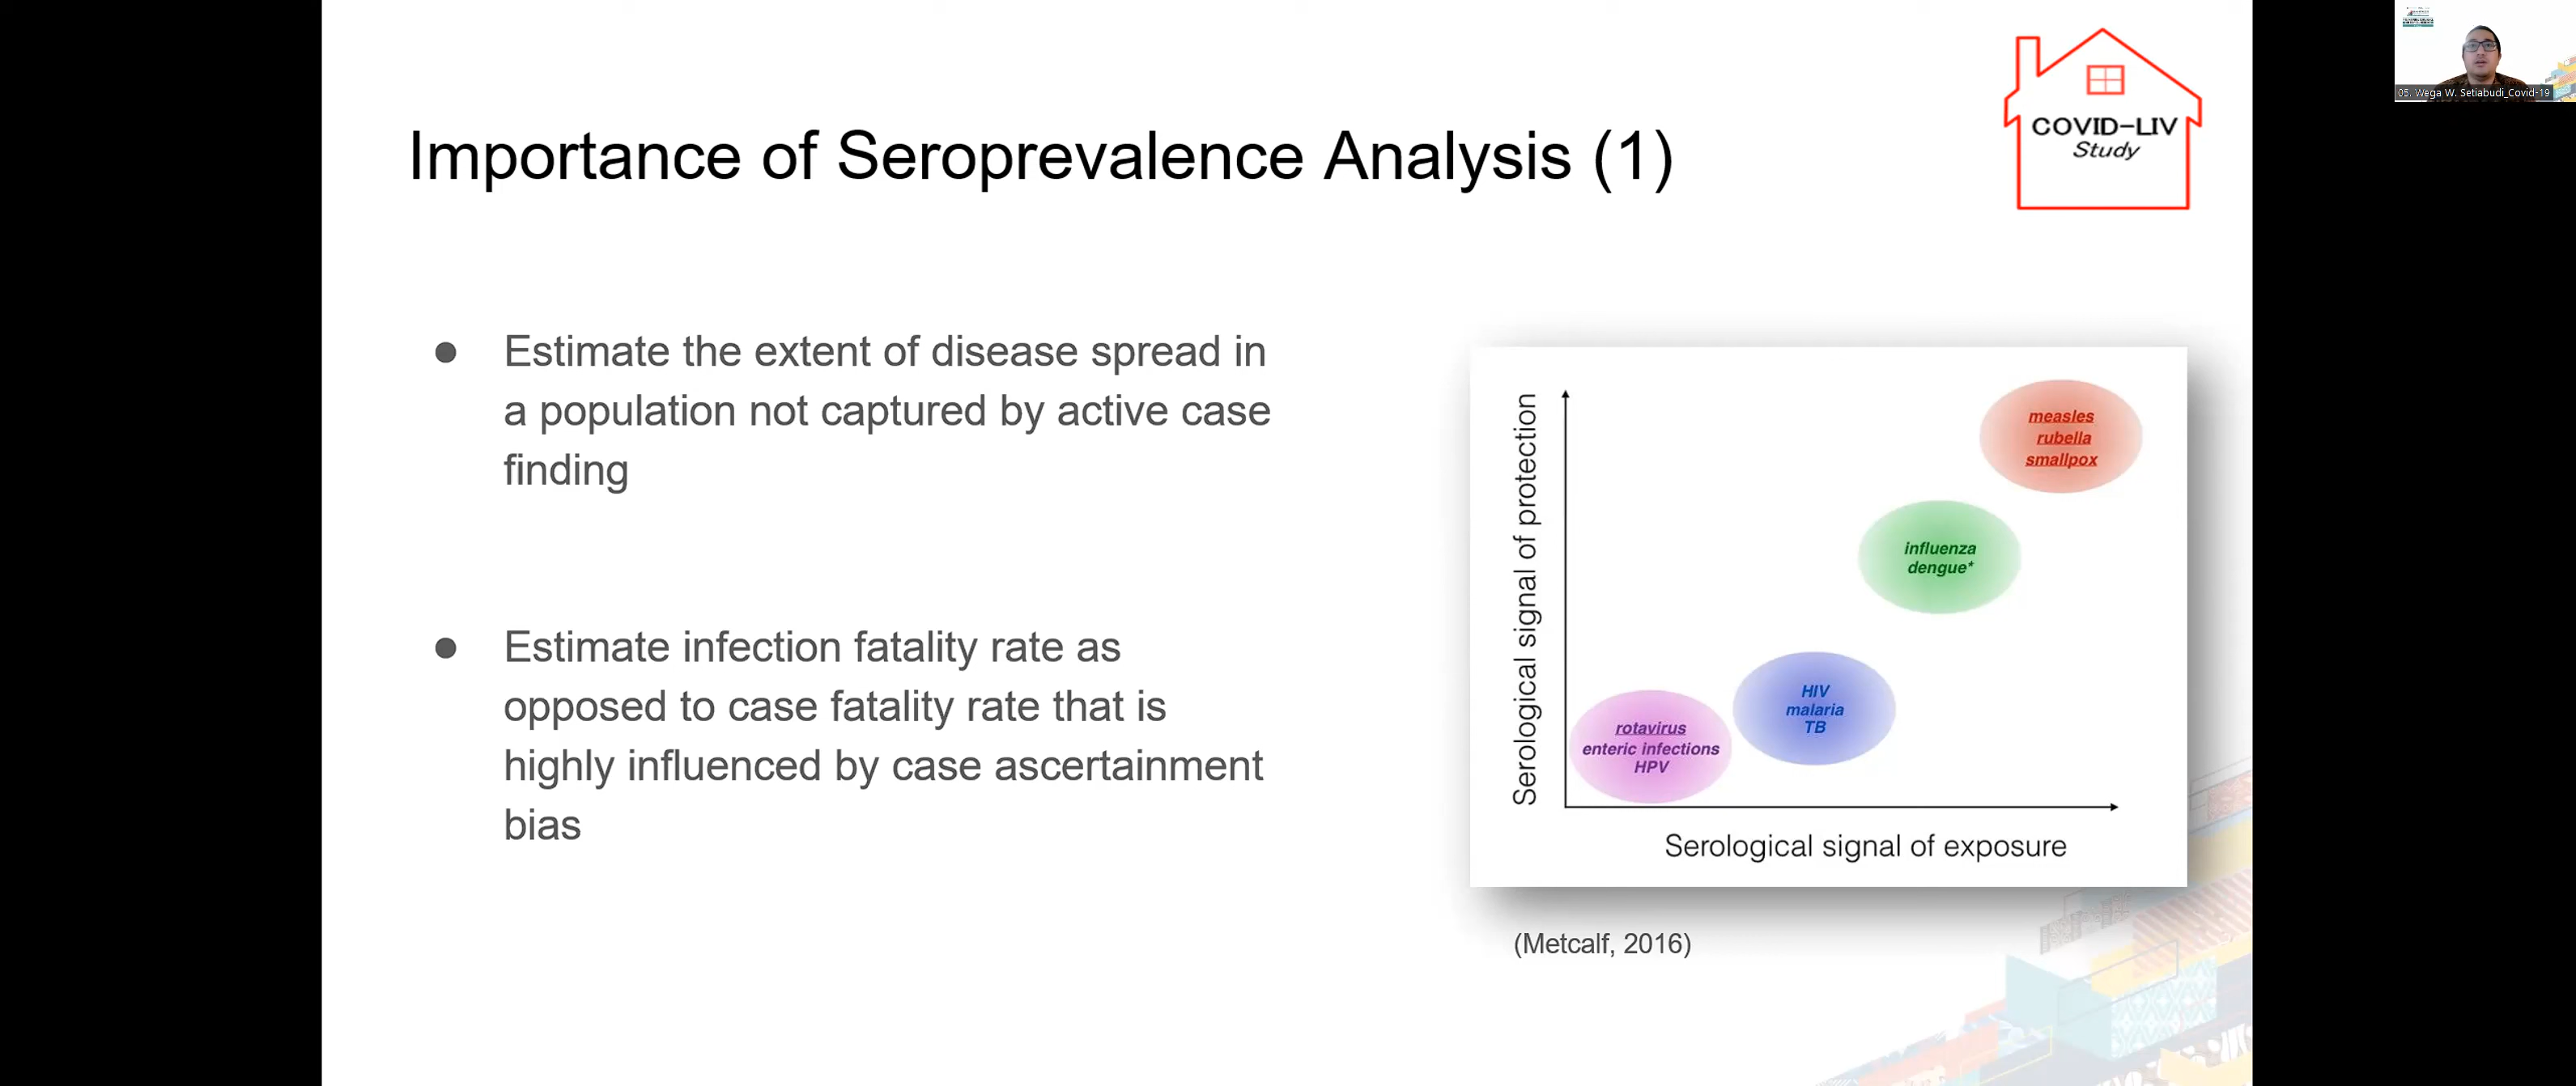 Importance of Seroprevalence Analysis (1)
COVID-LIV
Study
05. Wega W. Setiabudi_Covid-19
● Estimate the extent of disease spread in
a population not captured by active case
finding
● Estimate infection fatality rate as
opposed to case fatality rate that is
highly influenced by case ascertainment
bias
Serological signal of protection
measles
rubella
smallpox
influenza
dengue*
HIV
malaria
TB
rotavirus
enteric infections
HPV
Serological signal of exposure
(Metcalf, 2016)